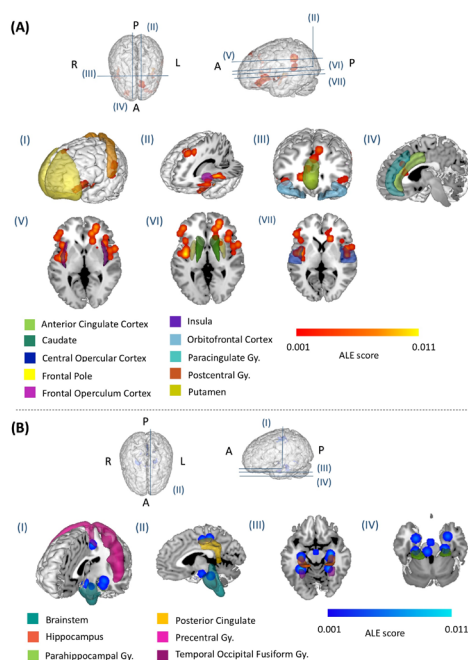 (A)
P
(II)
R
(III)
L
(IV)
A
(II)
(V)
A
P
(VI)
(VII)
(I)
(II)
(III)
(IV)
(V)
(VI)
(VII)
Anterior Cingulate Cortex
Caudate
Central Opercular Cortex
Frontal Pole
Frontal Operculum Cortex
Insula
Orbitofrontal Cortex
Paracingulate Gy.
Postcentral Gy.
Putamen
0.001
0.011
ALE score
(B)
P
R
L
(II)
A
(I)
A
P
(III)
(IV)
(I)
(II)
(III)
(IV)
Brainstem
Hippocampus
Parahippocampal Gy.
Posterior Cingulate
Precentral Gy.
Temporal Occipital Fusiform Gy.
0.001
0.011
ALE score